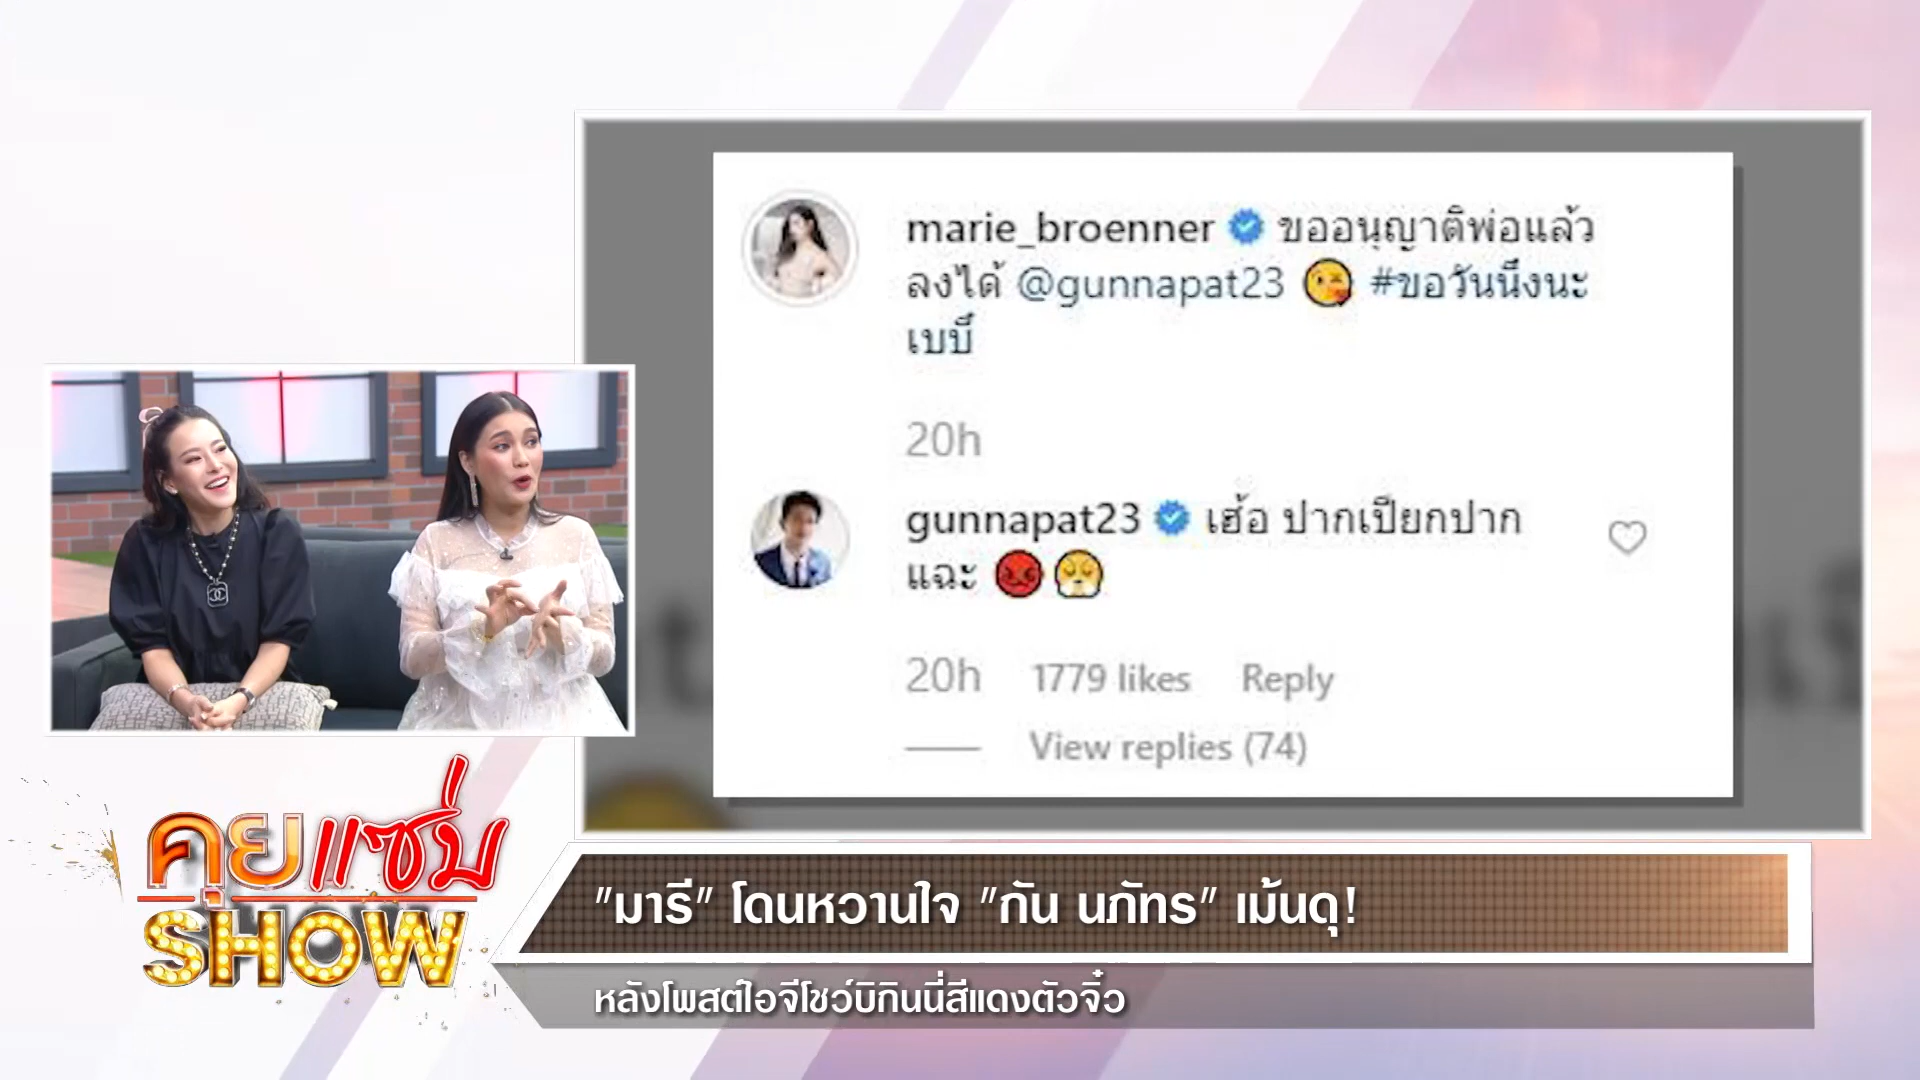 marie_broenner ขออนุญาติพ่อแล้ว
ลงได้ @gunnapat23 😘 #ขอวันนึงนะ
เบบี๋
20h
gunnapat23 เฮ้อ ปากเปียกปาก
แฉะ 😡😤
20h 1779 likes Reply
View replies (74)
คุยแซ่บ
SHOW
"มารี" โดนหวานใจ "กัน นภัทร" เม้นดุ!
หลังโพสต์ไอจีโชว์บิกินนี่สีแดงตัวจิ๋ว